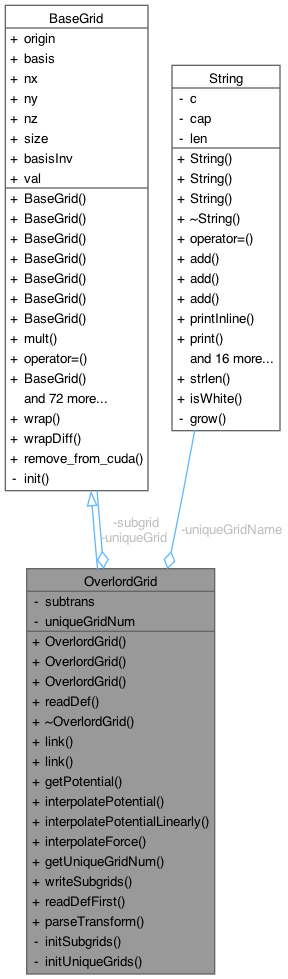 BaseGrid
+ origin
+ basis
+ nx
+ ny
+ nz
+ size
+ basisInv
+ val
+ BaseGrid()
+ BaseGrid()
+ BaseGrid()
+ BaseGrid()
+ BaseGrid()
+ BaseGrid()
+ BaseGrid()
+ mult()
+ operator=()
+ BaseGrid()
and 72 more...
+ wrap()
+ wrapDiff()
+ remove_from_cuda()
- init()
String
- c
- cap
- len
+ String()
+ String()
+ String()
+ ~String()
+ operator=()
+ add()
+ add()
+ add()
+ printInline()
+ print()
and 16 more...
+ strlen()
+ isWhite()
- grow()
-subgrid
-uniqueGrid
-uniqueGridName
OverlordGrid
- subtrans
- uniqueGridNum
+ OverlordGrid()
+ OverlordGrid()
+ OverlordGrid()
+ readDef()
+ ~OverlordGrid()
+ link()
+ link()
+ getPotential()
+ interpolatePotential()
+ interpolatePotentialLinearly()
+ interpolateForce()
+ getUniqueGridNum()
+ writeSubgrids()
+ readDefFirst()
+ parseTransform()
- initSubgrids()
- initUniqueGrids()